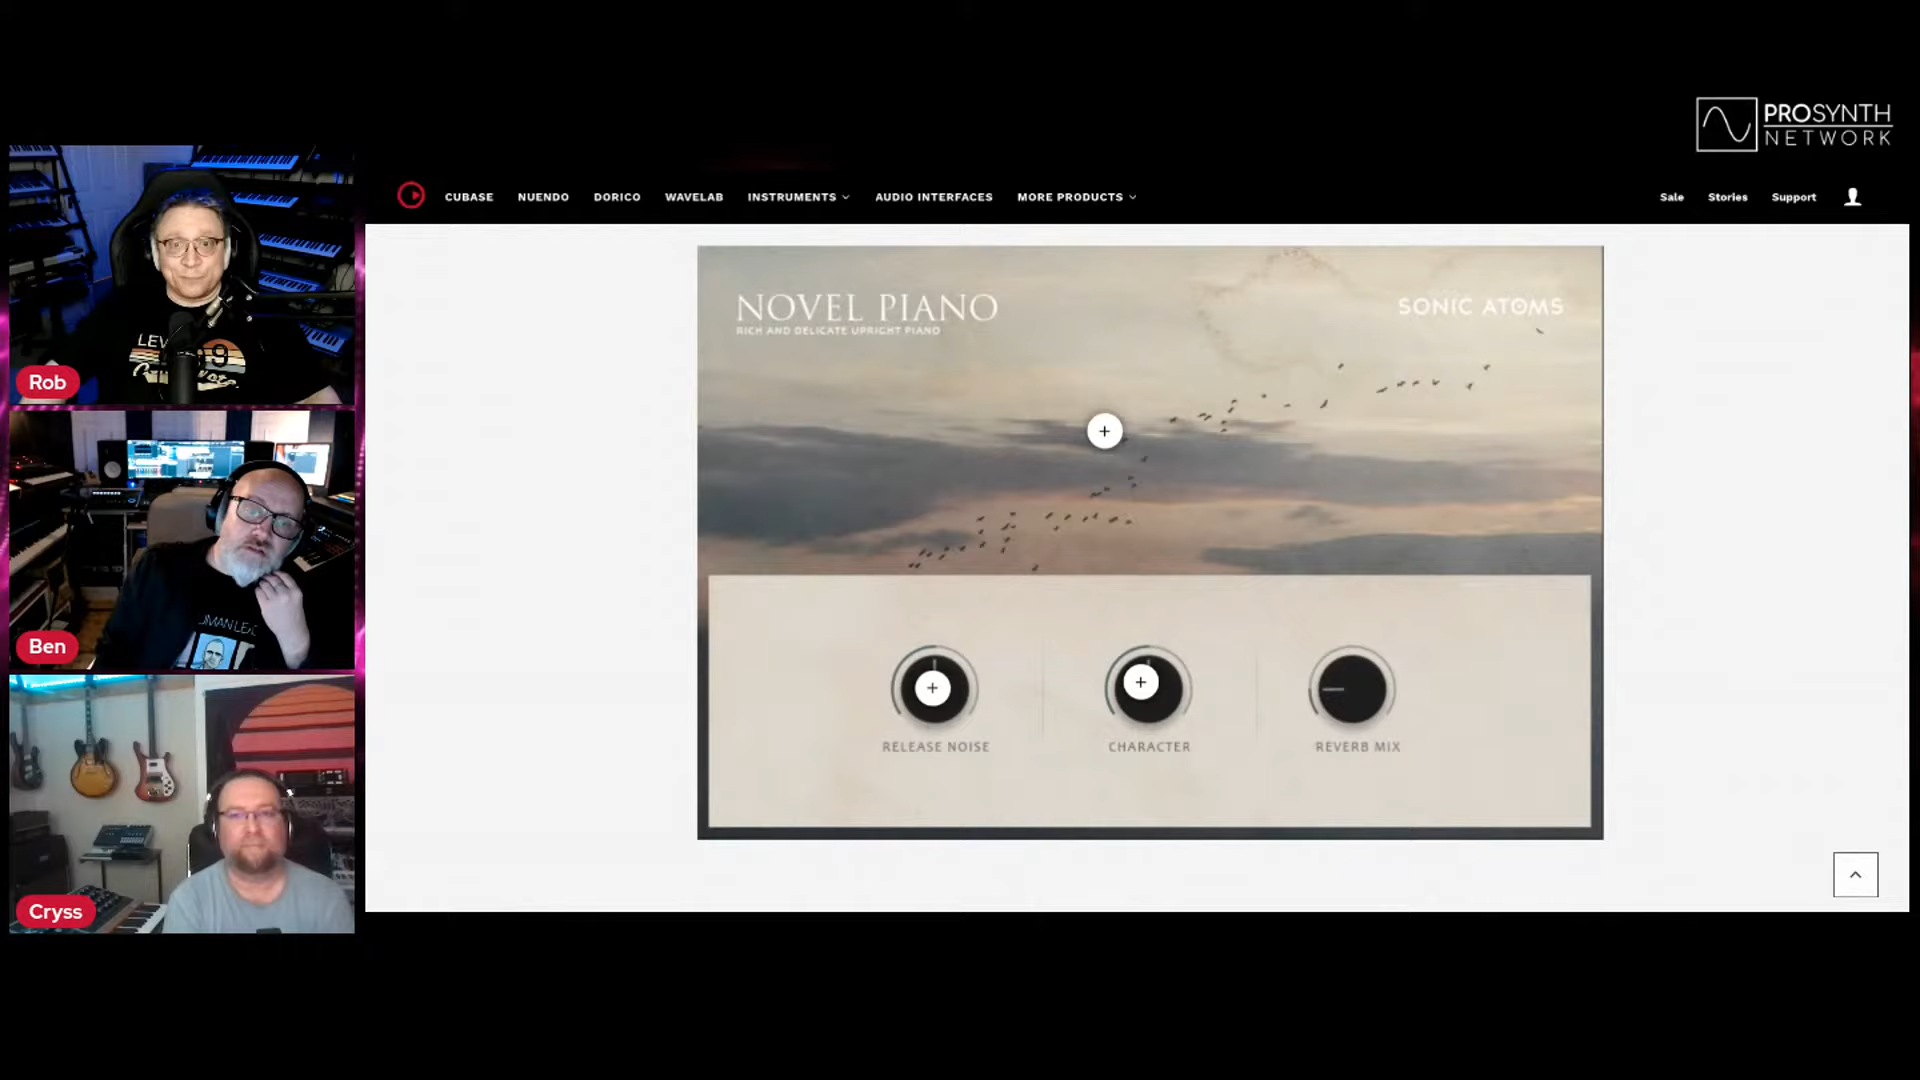 PROSYNTH
NETWORK
CUBASE NUENDO DORICO WAVELAB INSTRUMENTS AUDIO INTERFACES MORE PRODUCTS Sale Stories Support
NOVEL PIANO
RICH AND DELICATE UPRIGHT PIANO
SONIC ATOMS
RELEASE NOISE CHARACTER REVERB MIX
Rob
Ben
Cryss